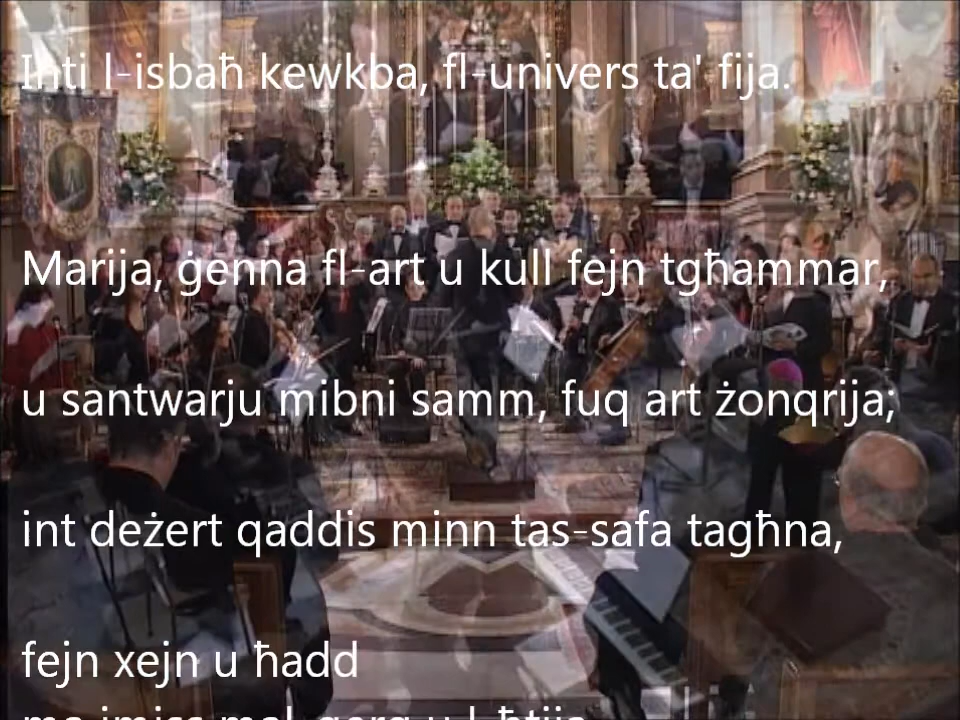 Inti l-isbaħ kewkba, fl-univers ta' fija.
Marija, ġenna fl-art u kull fejn tgħammar,
u santwarju mibni samm, fuq art żonqrija;
int deżert qaddis minn tas-safa tagħna,
fejn xejn u ħadd